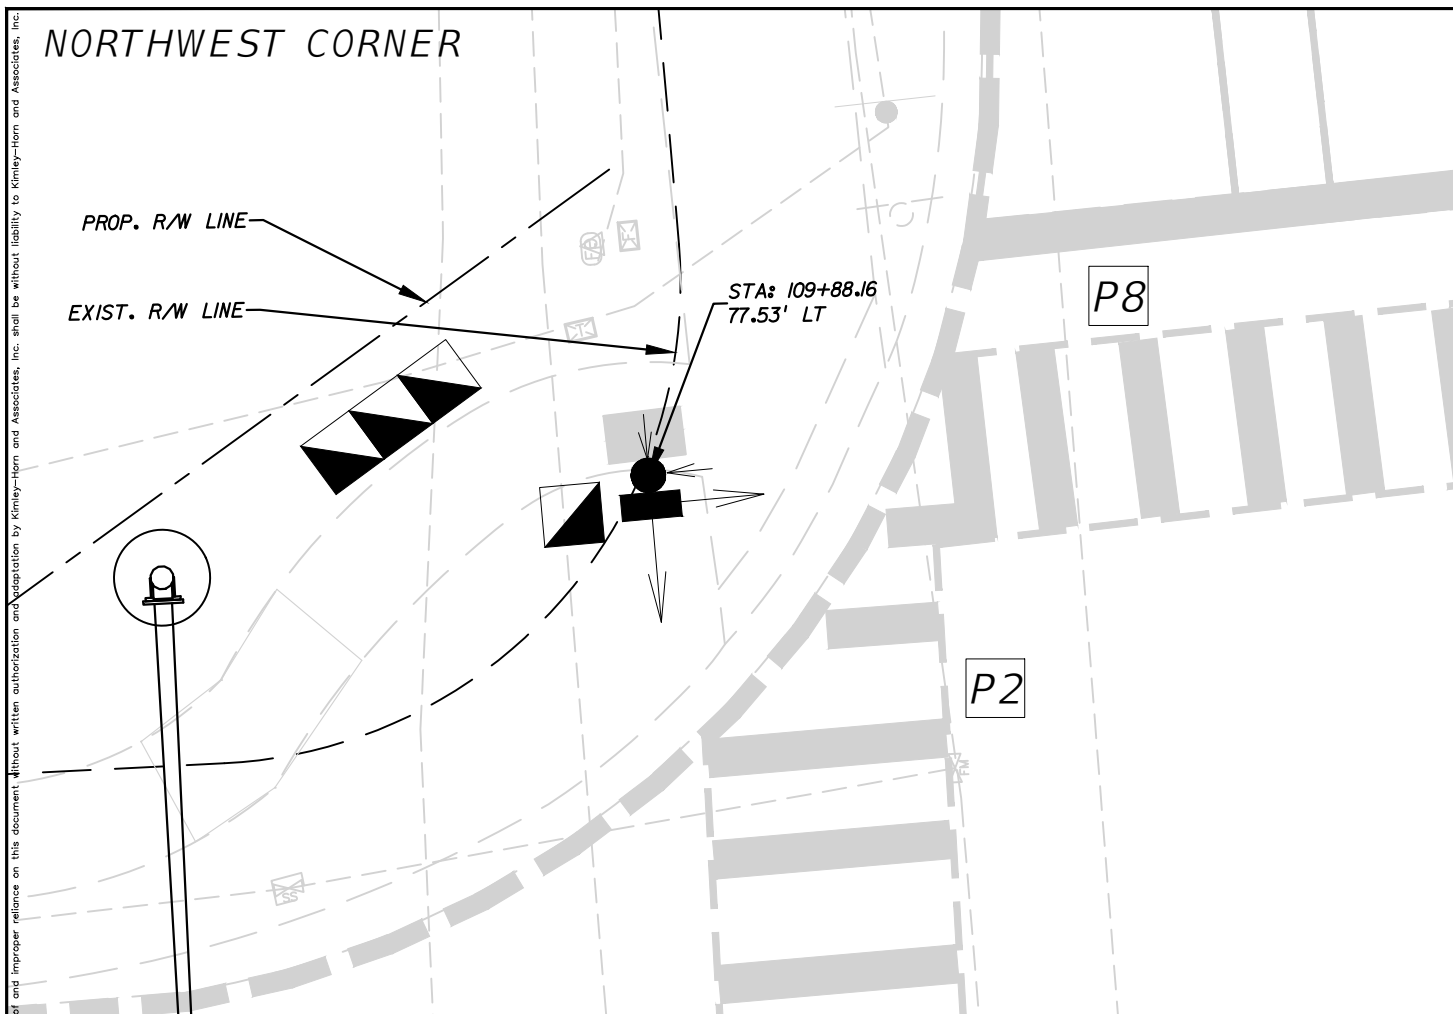 NORTHWEST CORNER
of and improper reliance on this document without written authorization and adaptation by Kimley-Horn and Associates, Inc. shall be without liability to Kimley-Horn and Associates, Inc.
PROP. R/W LINE
EXIST. R/W LINE
STA: 109+88.16
77.53' LT
P8
P2
FM
SS